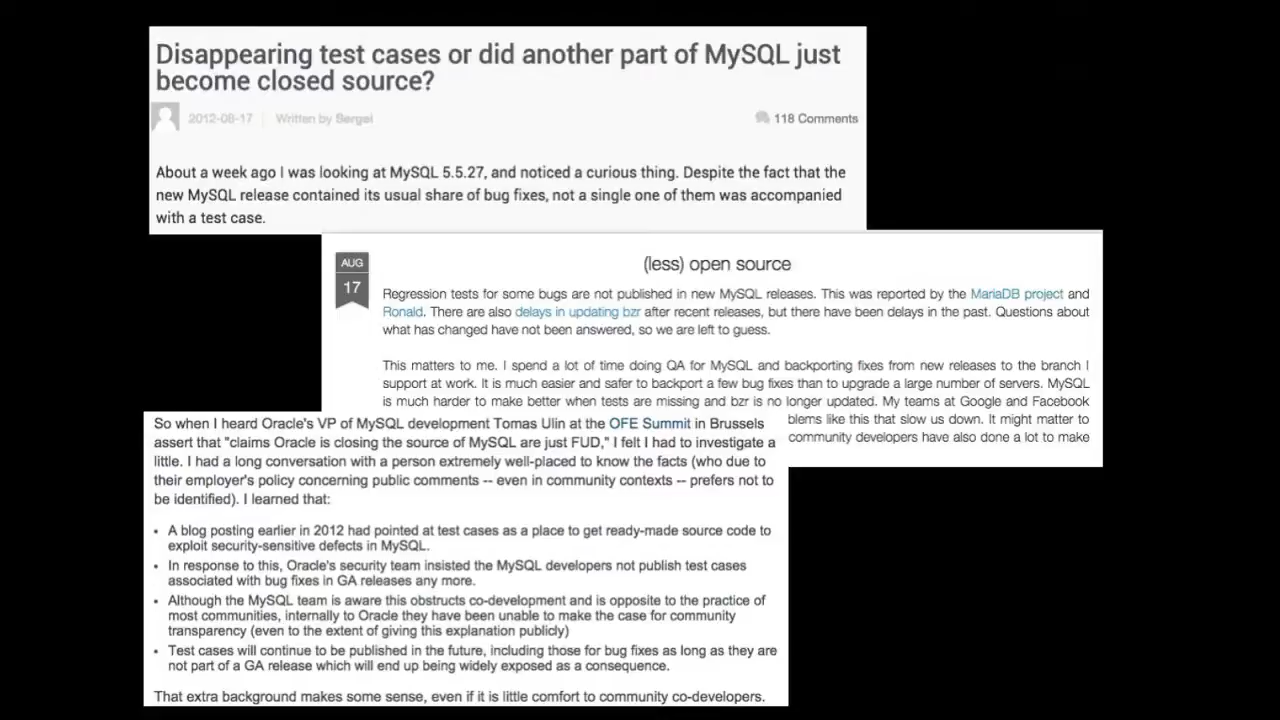 Disappearing test cases or did another part of MySQL just
become closed source?
2012-08-17 | Written by Sergei
118 Comments
About a week ago I was looking at MySQL 5.5.27, and noticed a curious thing. Despite the fact that the
new MySQL release contained its usual share of bug fixes, not a single one of them was accompanied
with a test case.
AUG
17
(less) open source
Regression tests for some bugs are not published in new MySQL releases. This was reported by the MariaDB project and
Ronald. There are also delays in updating bzr after recent releases, but there have been delays in the past. Questions about
what has changed have not been answered, so we are left to guess.
This matters to me. I spend a lot of time doing QA for MySQL and backporting fixes from new releases to the branch I
support at work. It is much easier and safer to backport a few bug fixes than to upgrade a large number of servers. MySQL
is much harder to make better when tests are missing and bzr is no longer updated. My teams at Google and Facebook
blems like this that slow us down. It might matter to
community developers have also done a lot to make
So when I heard Oracle's VP of MySQL development Tomas Ulin at the OFE Summit in Brussels
assert that "claims Oracle is closing the source of MySQL are just FUD," I felt I had to investigate a
little. I had a long conversation with a person extremely well-placed to know the facts (who due to
their employer's policy concerning public comments -- even in community contexts -- prefers not to
be identified). I learned that:
• A blog posting earlier in 2012 had pointed at test cases as a place to get ready-made source code to
exploit security-sensitive defects in MySQL.
• In response to this, Oracle's security team insisted the MySQL developers not publish test cases
associated with bug fixes in GA releases any more.
• Although the MySQL team is aware this obstructs co-development and is opposite to the practice of
most communities, internally to Oracle they have been unable to make the case for community
transparency (even to the extent of giving this explanation publicly)
• Test cases will continue to be published in the future, including those for bug fixes as long as they are
not part of a GA release which will end up being widely exposed as a consequence.
That extra background makes some sense, even if it is little comfort to community co-developers.